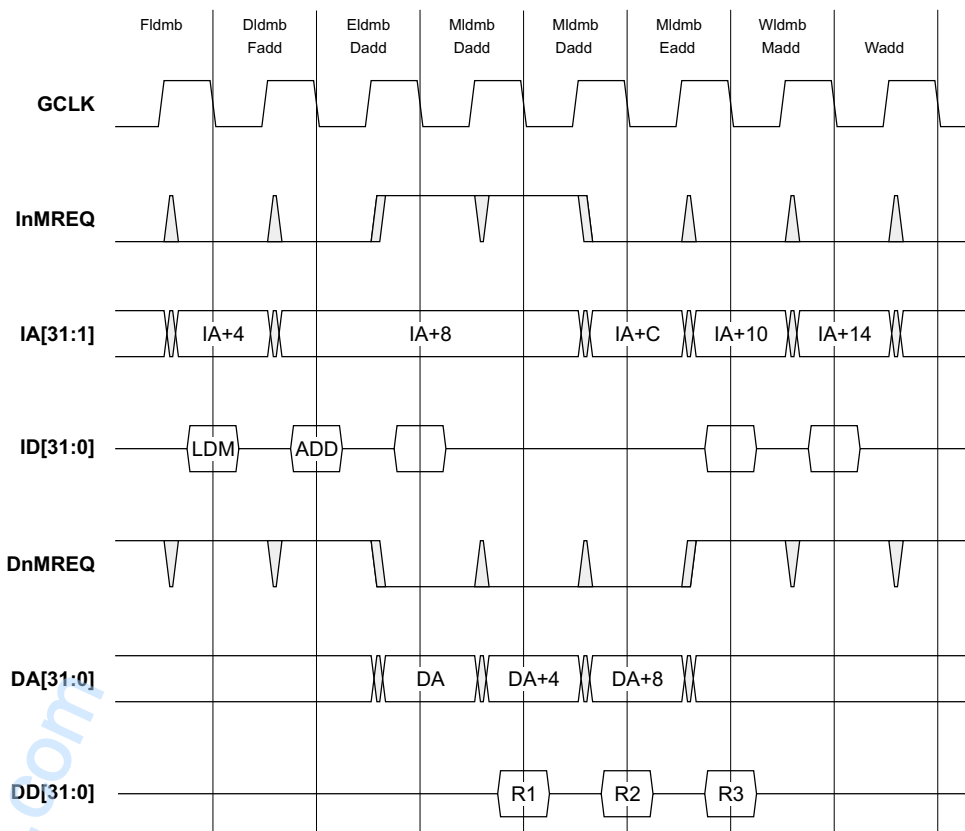 Fldmb Dldmb Eldmb Mldmb Mldmb Mldmb Wldmb
Fadd Dadd Dadd Dadd Eadd Madd Wadd
GCLK
InMREQ
IA[31:1] IA+4 IA+8 IA+C IA+10 IA+14
ID[31:0] LDM ADD
DnMREQ
DA[31:0] DA DA+4 DA+8
DD[31:0] R1 R2 R3
.com